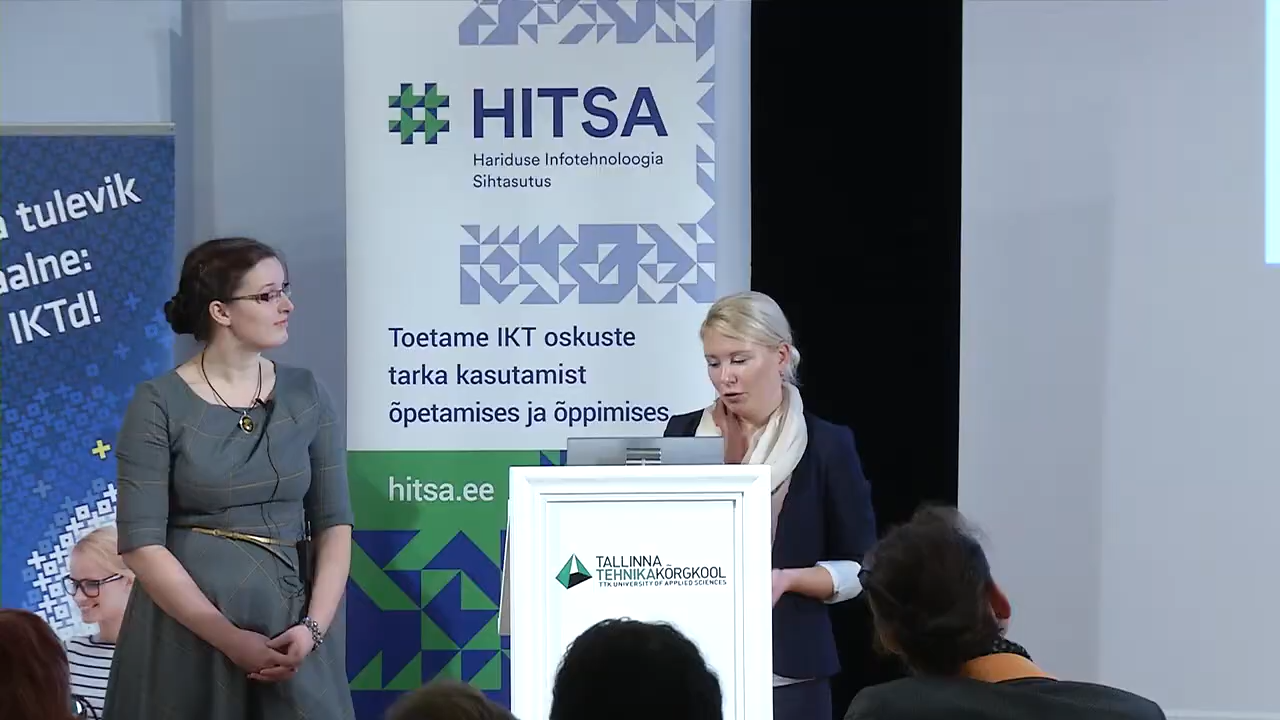 tulevik
IKTd!
HITSA
Hariduse Infotehnoloogia
Sihtasutus
Toetame IKT oskuste
tarka kasutamist
õpetamises ja õppimises
hitsa.ee
TALLINNA
TEHNIKAKÕRGKOOL
TTK UNIVERSITY OF APPLIED SCIENCES